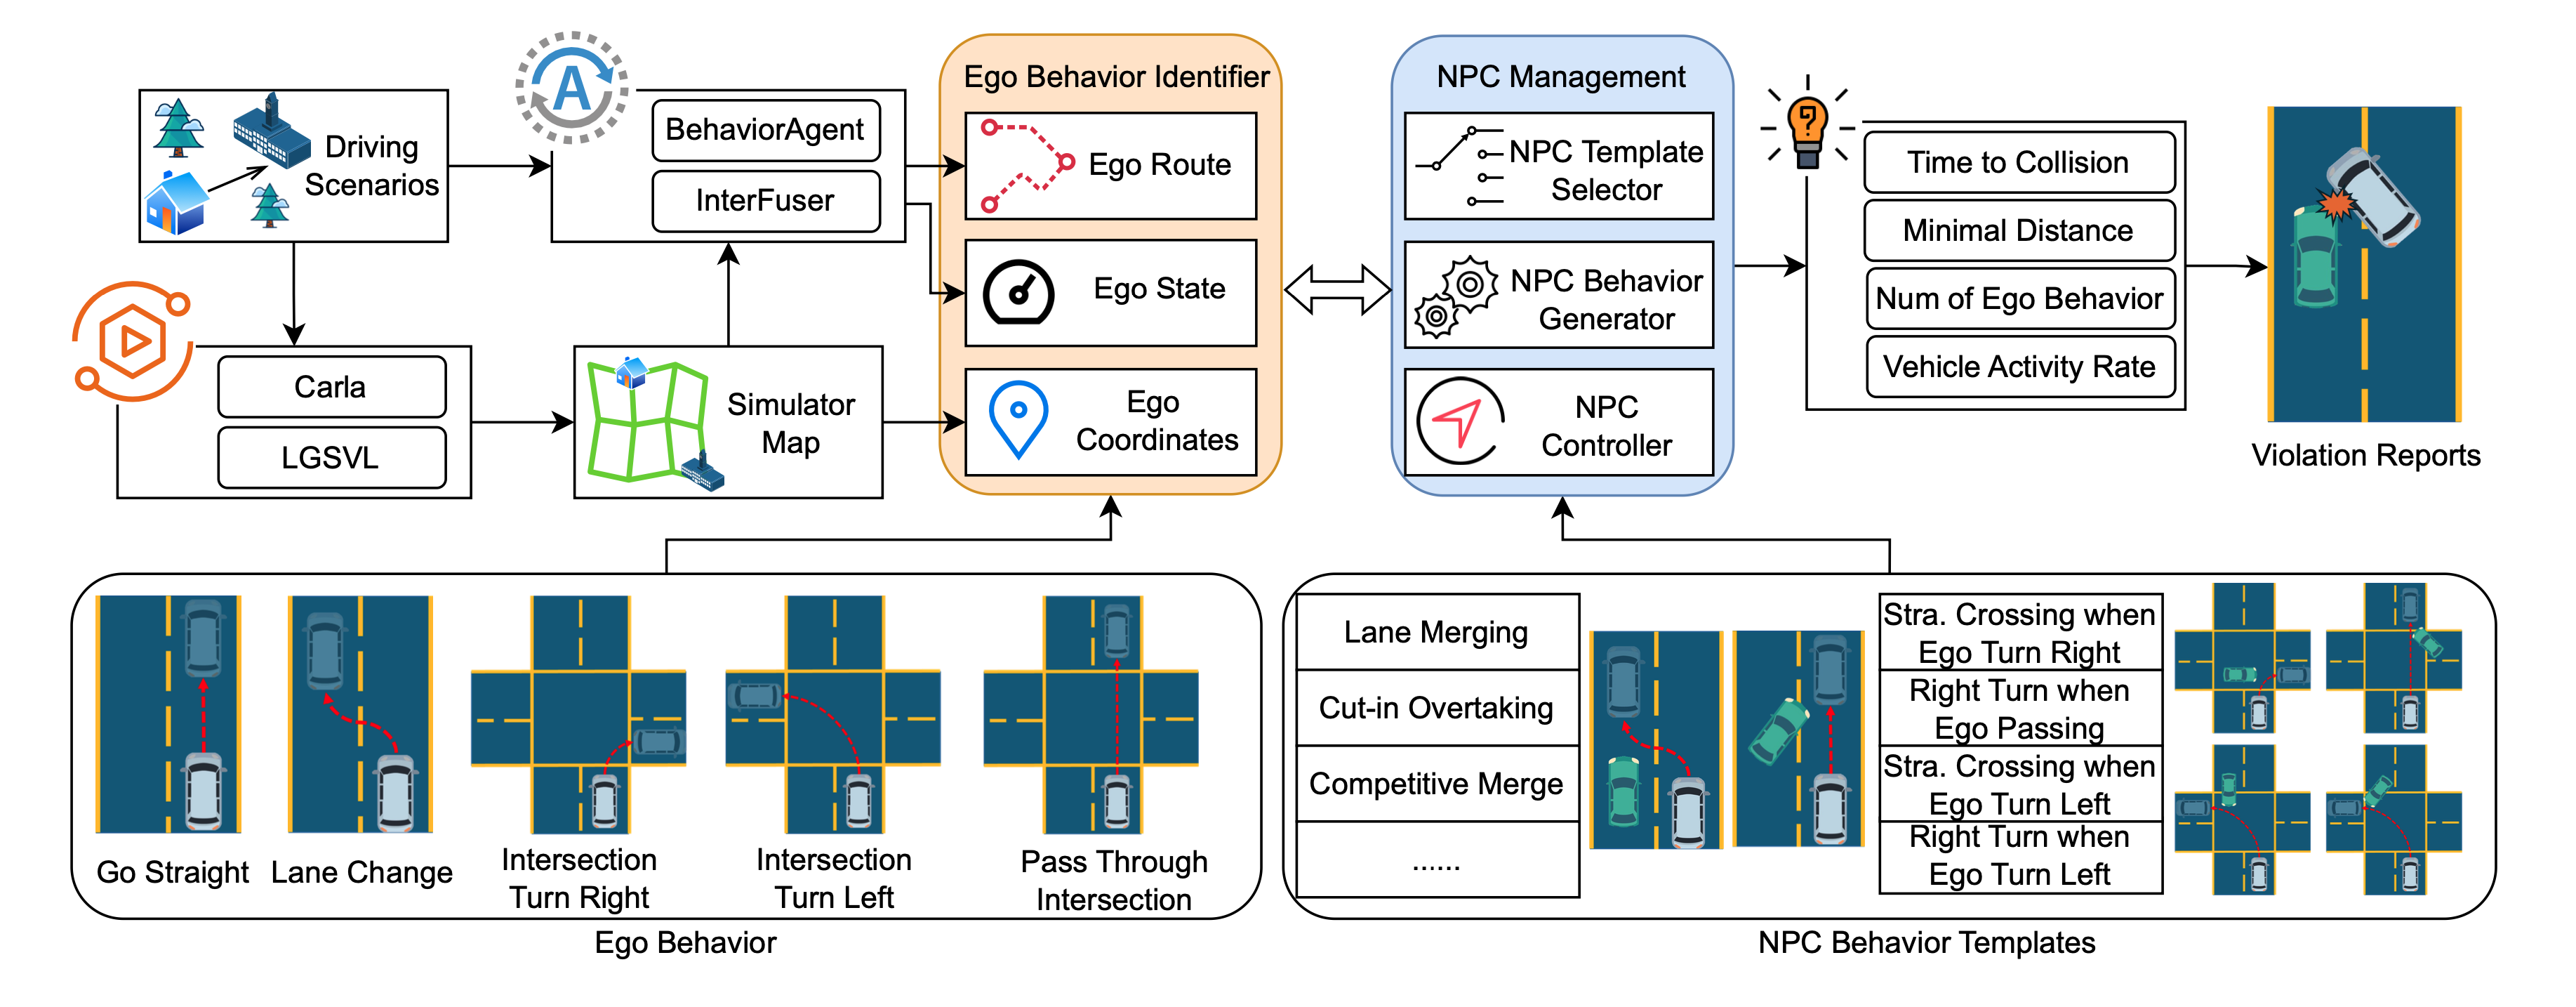 Driving
Scenarios
A
BehaviorAgent
InterFuser
Carla
LGSVL
Simulator
Map
Ego Behavior Identifier
Ego Route
Ego State
Ego
Coordinates
NPC Management
NPC Template
Selector
NPC Behavior
Generator
NPC
Controller
?
Time to Collision
Minimal Distance
Num of Ego Behavior
Vehicle Activity Rate
Violation Reports
Go Straight
Lane Change
Intersection
Turn Right
Intersection
Turn Left
Pass Through
Intersection
Ego Behavior
Lane Merging
Cut-in Overtaking
Competitive Merge
......
Stra. Crossing when
Ego Turn Right
Right Turn when
Ego Passing
Stra. Crossing when
Ego Turn Left
Right Turn when
Ego Turn Left
NPC Behavior Templates